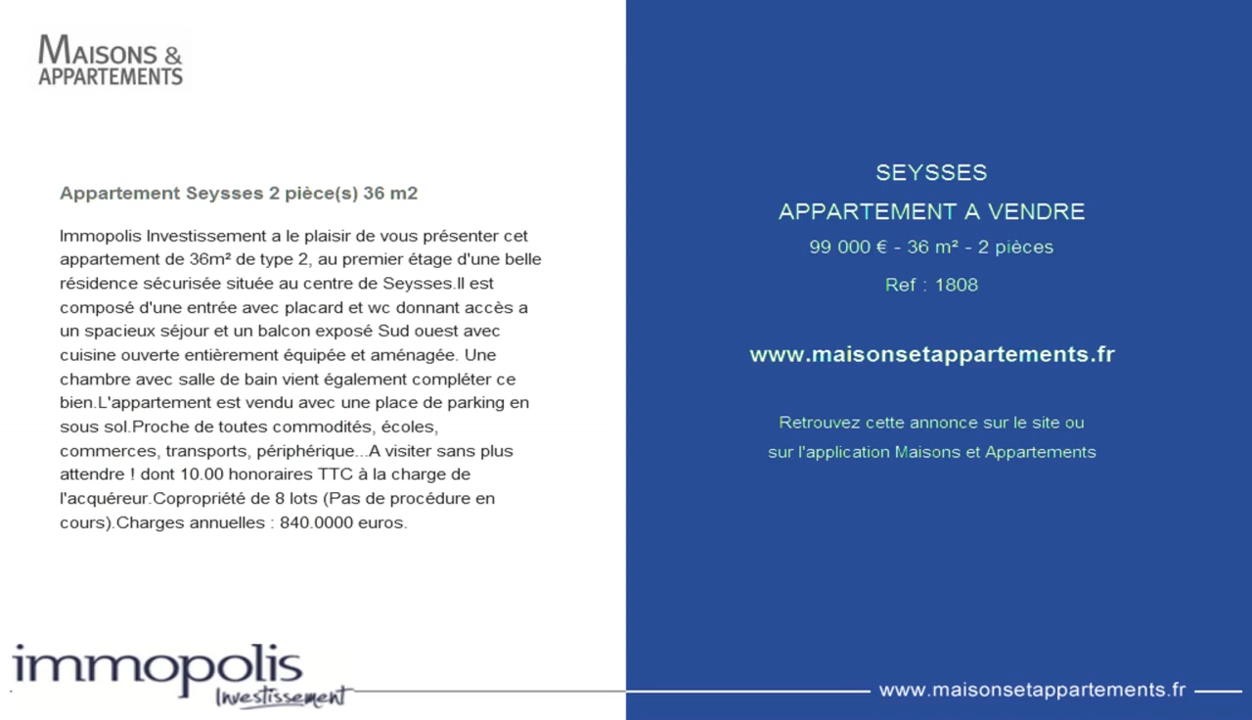 MAISONS &
APPARTEMENTS
Appartement Seysses 2 pièce(s) 36 m2
Immopolis Investissement a le plaisir de vous présenter cet
appartement de 36m² de type 2, au premier étage d'une belle
résidence sécurisée située au centre de Seysses.Il est
composé d'une entrée avec placard et wc donnant accès a
un spacieux séjour et un balcon exposé Sud ouest avec
cuisine ouverte entièrement équipée et aménagée. Une
chambre avec salle de bain vient également compléter ce
bien.L'appartement est vendu avec une place de parking en
sous sol.Proche de toutes commodités, écoles,
commerces, transports, périphérique...A visiter sans plus
attendre ! dont 10.00 honoraires TTC à la charge de
l'acquéreur.Copropriété de 8 lots (Pas de procédure en
cours).Charges annuelles : 840.0000 euros.
immopolis
Investissement
SEYSSES
APPARTEMENT A VENDRE
99 000 € - 36 m² - 2 pièces
Ref : 1808
www.maisonsetappartements.fr
Retrouvez cette annonce sur le site ou
sur l'application Maisons et Appartements
www.maisonsetappartements.fr